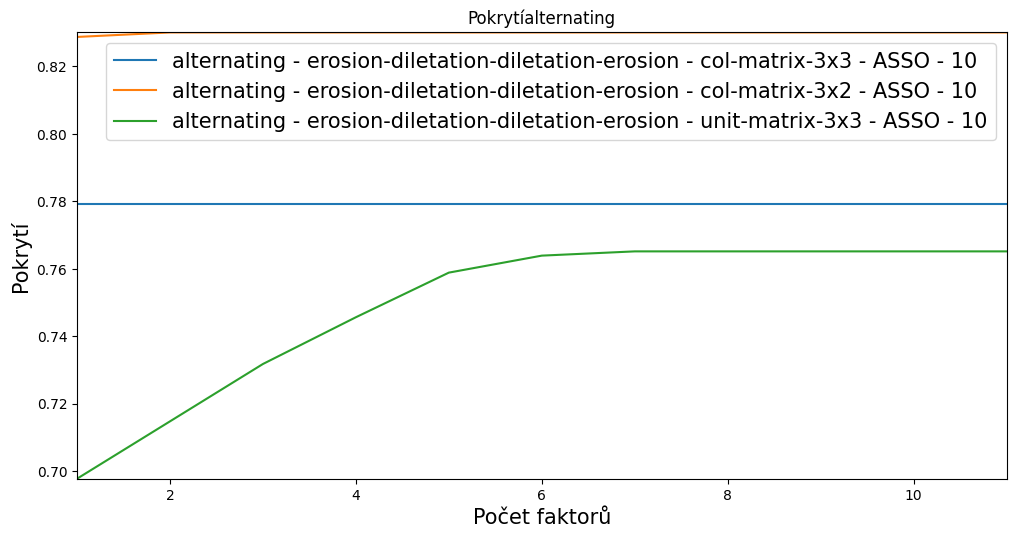 Pokrytíalternating
alternating - erosion-diletation-diletation-erosion - col-matrix-3x3 - ASSO - 10
alternating - erosion-diletation-diletation-erosion - col-matrix-3x2 - ASSO - 10
alternating - erosion-diletation-diletation-erosion - unit-matrix-3x3 - ASSO - 10
Pokrytí
0.82
0.80
0.78
0.76
0.74
0.72
0.70
2 4 6 8 10
Počet faktorů